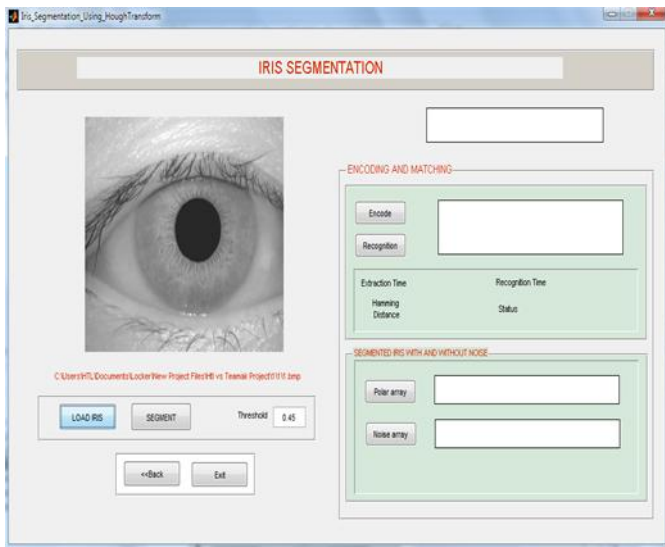 Iris_Segmentation_Using_HoughTransform
IRIS SEGMENTATION
ENCODING AND MATCHING
Encode
Recognition
Extraction Time
Recognition Time
Hamming
Distance
Status
SEGMENTED IRIS WITH AND WITHOUT NOISE
Polar array
Noise array
LOAD IRIS
SEGMENT
Threshold
0.45
<<Back
Exit